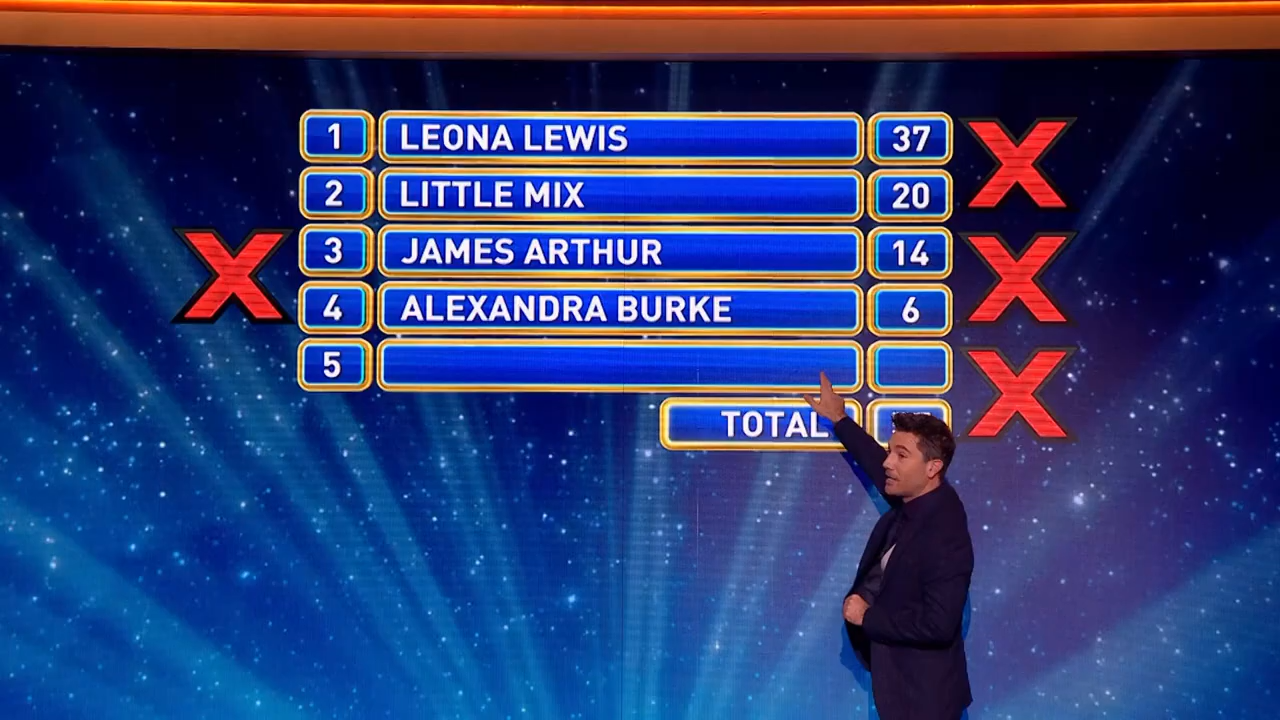 1 LEONA LEWIS 37
2 LITTLE MIX 20
3 JAMES ARTHUR 14
4 ALEXANDRA BURKE 6
5
TOTAL